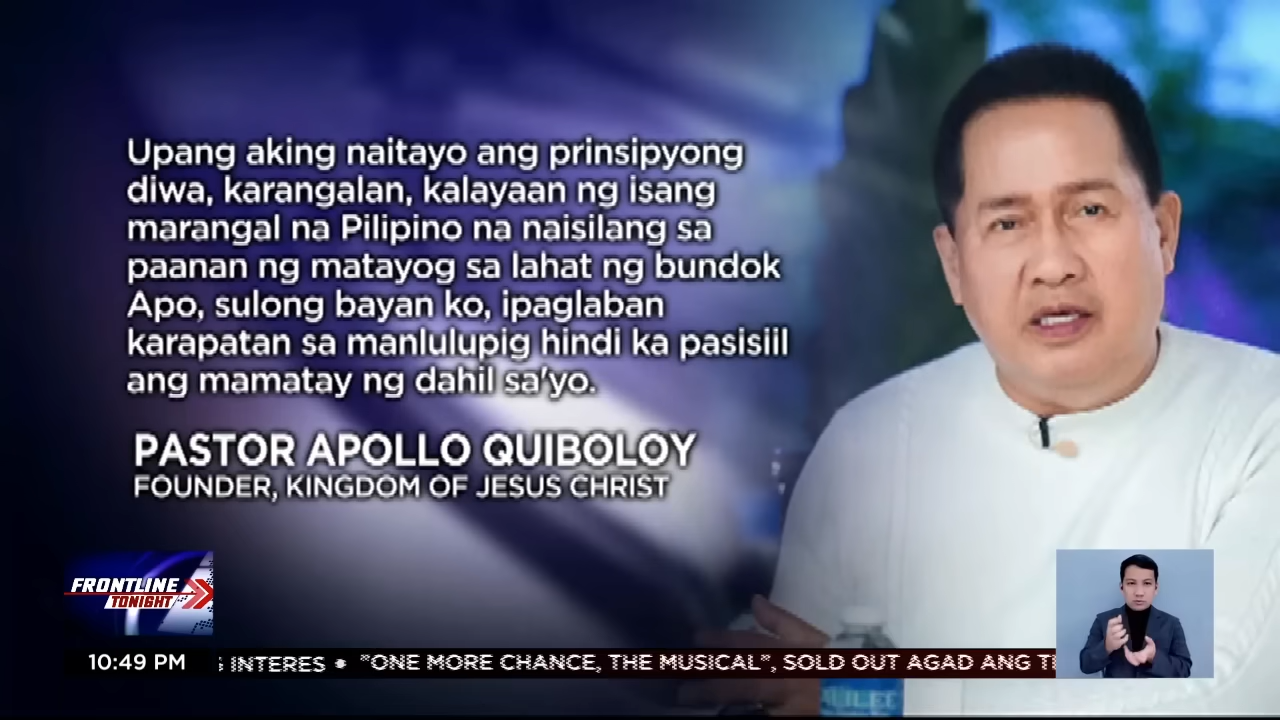 Upang aking naitayo ang prinsipyong
diwa, karangalan, kalayaan ng isang
marangal na Pilipino na naisilang sa
paanan ng matayog sa lahat ng bundok
Apo, sulong bayan ko, ipaglaban
karapatan sa manlulupig hindi ka pasisiil
ang mamatay ng dahil sa'yo.
PASTOR APOLLO QUIBOLOY
FOUNDER, KINGDOM OF JESUS CHRIST
FRONTLINE
TONIGHT
10:49 PM INTERES • "ONE MORE CHANCE, THE MUSICAL", SOLD OUT AGAD ANG